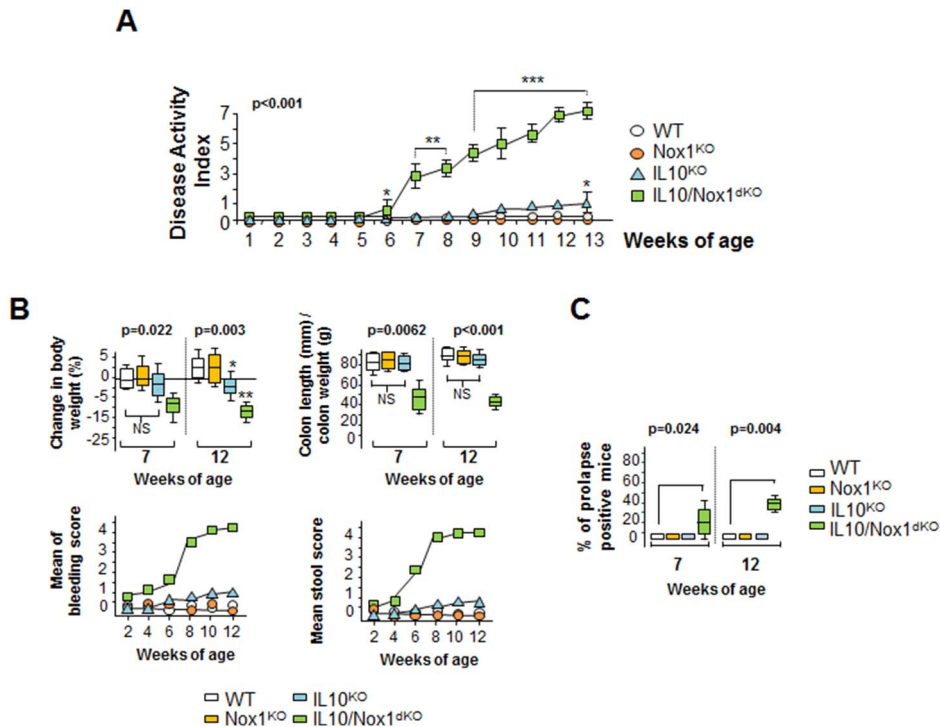 A
Disease Activity
Index
p<0.001
7
5
3
1
0
*
**
***
*
1 2 3 4 5 6 7 8 9 10 11 12 13
Weeks of age
WT
Nox1KO
IL10KO
IL10/Nox1dKO
B
Change in body
weight (%)
p=0.022 p=0.003
5
-5
-15
-25
NS
*
**
7 12
Weeks of age
Colon length (mm) /
colon weight (g)
p=0.0062 p<0.001
80
60
40
20
0
NS NS
7 12
Weeks of age
Mean of
bleeding score
4
3
2
1
0
2 4 6 8 10 12
Weeks of age
Mean stool score
4
3
2
1
0
2 4 6 8 10 12
Weeks of age
WT IL10KO
Nox1KO IL10/Nox1dKO
C
% of prolapse
positive mice
p=0.024 p=0.004
80
60
40
20
0
7 12
Weeks of age
WT
Nox1KO
IL10KO
IL10/Nox1dKO